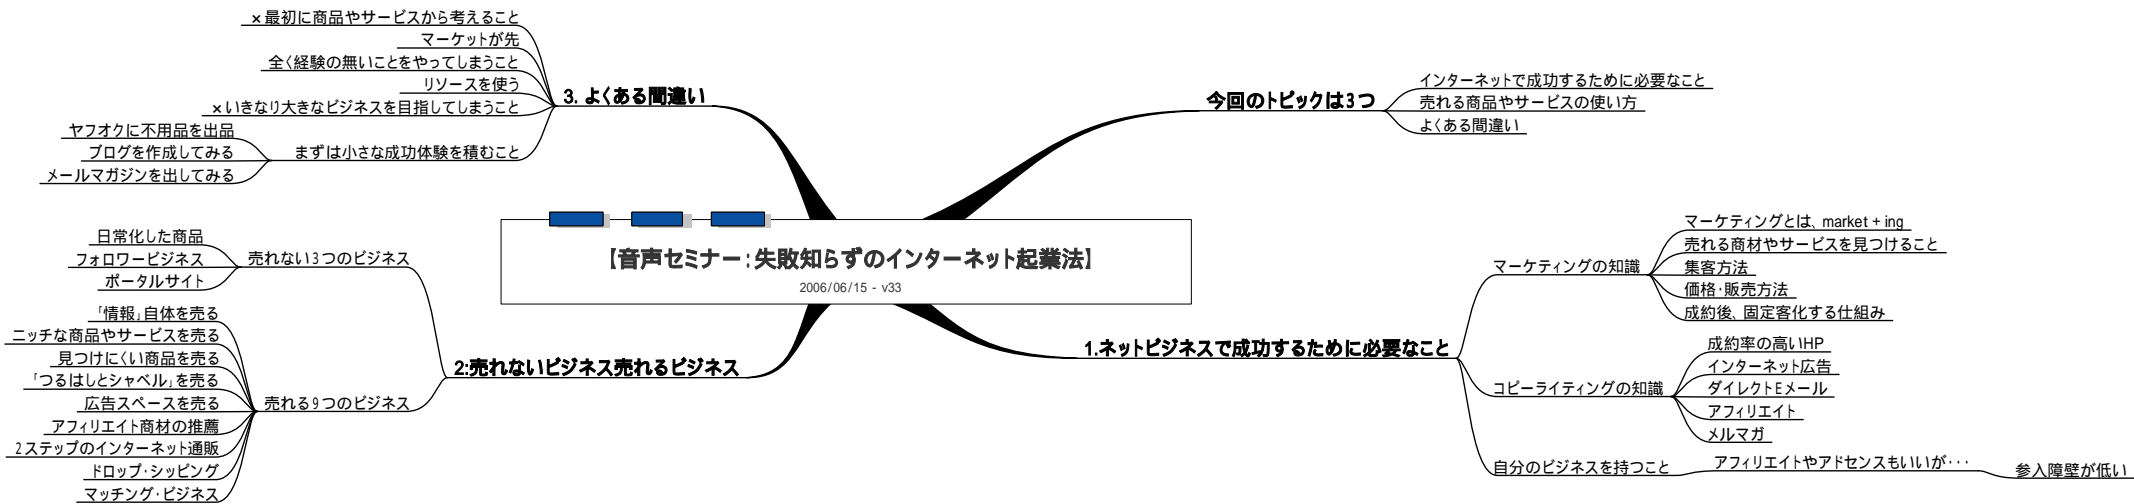 【音声セミナー:失敗知らずのインターネット起業法】
2006/06/15 - v33
今回のトピックは3つ
インターネットで成功するために必要なこと
売れる商品やサービスの使い方
よくある間違い
1.ネットビジネスで成功するために必要なこと
マーケティングの知識
マーケティングとは、market + ing
売れる商材やサービスを見つけること
集客方法
価格・販売方法
成約後、固定客化する仕組み
コピーライティングの知識
成約率の高いHP
インターネット広告
ダイレクトEメール
アフィリエイト
メルマガ
自分のビジネスを持つこと
アフィリエイトやアドセンスもいいが・・・
参入障壁が低い
2:売れないビジネス売れるビジネス
売れない3つのビジネス
日常化した商品
フォロワービジネス
ポータルサイト
売れる9つのビジネス
「情報」自体を売る
ニッチな商品やサービスを売る
見つけにくい商品を売る
「つるはしとシャベル」を売る
広告スペースを売る
アフィリエイト商材の推薦
2ステップのインターネット通販
ドロップ・シッピング
マッチング・ビジネス
3. よくある間違い
×最初に商品やサービスから考えること
マーケットが先
全く経験の無いことをやってしまうこと
リソースを使う
×いきなり大きなビジネスを目指してしまうこと
まずは小さな成功体験を積むこと
ヤフオクに不用品を出品
ブログを作成してみる
メールマガジンを出してみる